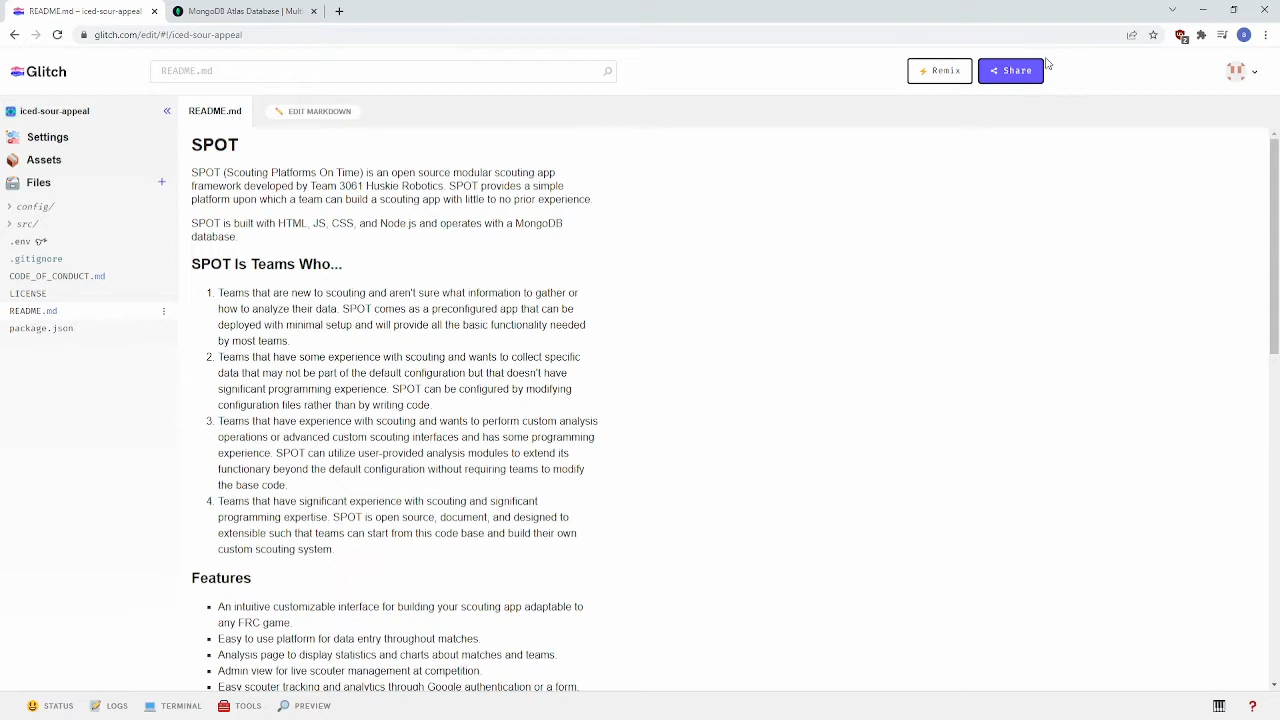 README.md – iced-sour-appeal
MongoDB Atlas Database | Multi
glitch.com/edit/#!/iced-sour-appeal
Glitch
README.md
Remix
Share
iced-sour-appeal
README.md
EDIT MARKDOWN
Settings
Assets
Files
config/
src/
.env
.gitignore
CODE_OF_CONDUCT.md
LICENSE
README.md
package.json
SPOT
SPOT (Scouting Platforms On Time) is an open source modular scouting app
framework developed by Team 3061 Huskie Robotics. SPOT provides a simple
platform upon which a team can build a scouting app with little to no prior experience.
SPOT is built with HTML, JS, CSS, and Node js and operates with a MongoDB
database.
SPOT Is Teams Who...
1. Teams that are new to scouting and aren't sure what information to gather or
how to analyze their data. SPOT comes as a preconfigured app that can be
deployed with minimal setup and will provide all the basic functionality needed
by most teams.
2. Teams that have some experience with scouting and wants to collect specific
data that may not be part of the default configuration but that doesn't have
significant programming experience. SPOT can be configured by modifying
configuration files rather than by writing code.
3. Teams that have experience with scouting and wants to perform custom analysis
operations or advanced custom scouting interfaces and has some programming
experience. SPOT can utilize user-provided analysis modules to extend its
functionary beyond the default configuration without requiring teams to modify
the base code.
4. Teams that have significant experience with scouting and significant
programming expertise. SPOT is open source, document, and designed to
extensible such that teams can start from this code base and build their own
custom scouting system.
Features
An intuitive customizable interface for building your scouting app adaptable to
any FRC game.
Easy to use platform for data entry throughout matches.
Analysis page to display statistics and charts about matches and teams.
Admin view for live scouter management at competition.
Easy scouter tracking and analytics through Google authentication or a form.
STATUS
LOGS
TERMINAL
TOOLS
PREVIEW
?